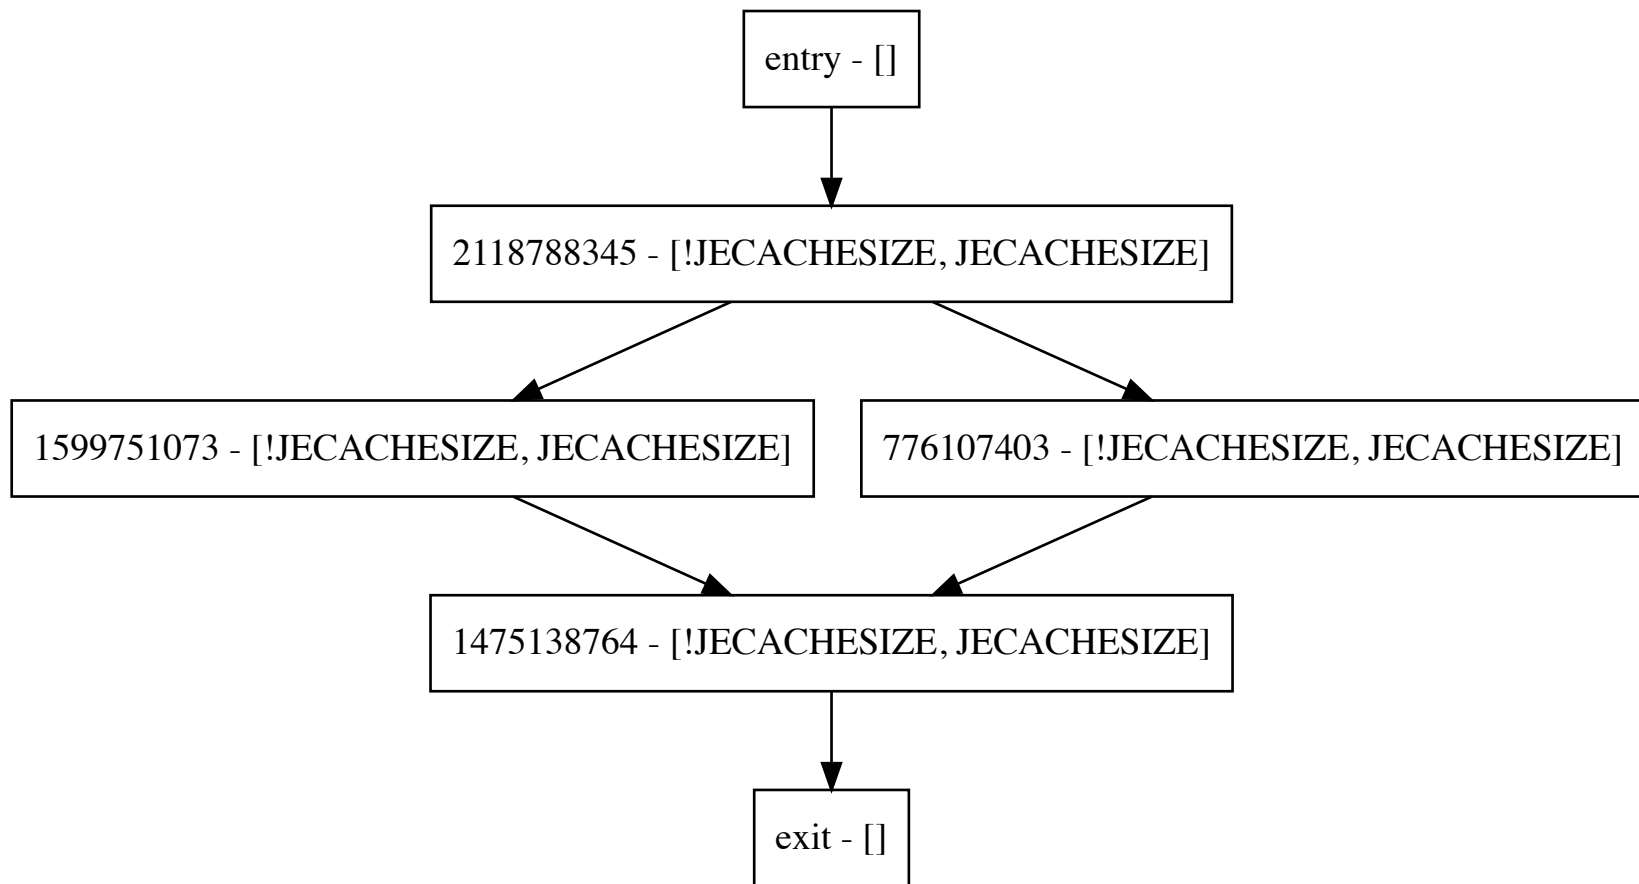 entry - []
2118788345 - [!JECACHESIZE, JECACHESIZE]
1599751073 - [!JECACHESIZE, JECACHESIZE]
776107403 - [!JECACHESIZE, JECACHESIZE]
1475138764 - [!JECACHESIZE, JECACHESIZE]
exit - []